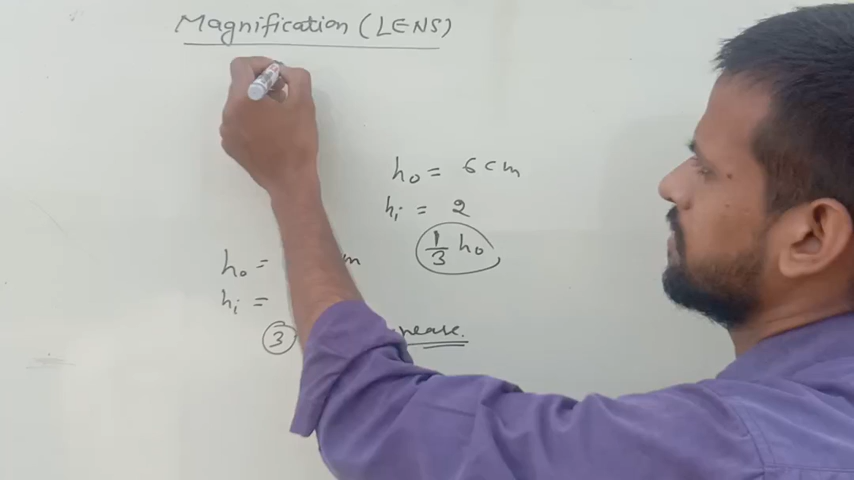 Magnification (LENS)
h₀ = 6 cm
hᵢ = 2
1/3 h₀
h₀ = m
hᵢ =
3